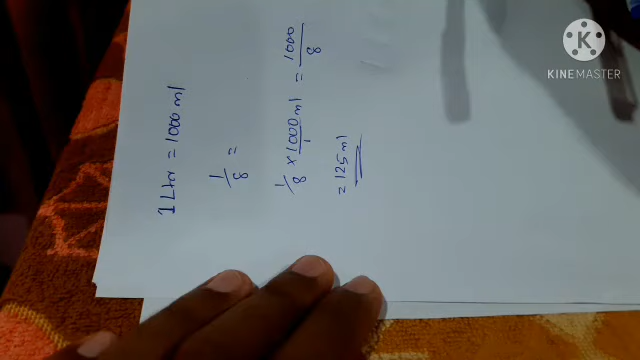 1 Ltr = 1000 ml
1/8 =
1/8 × 1000 ml/1 = 1000/8
= 125 ml
K
KINEMASTER